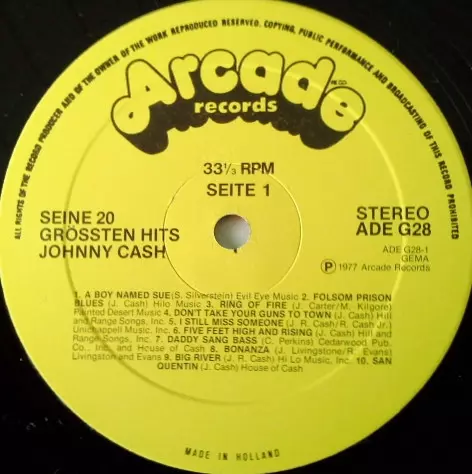 ALL RIGHTS OF THE RECORD PRODUCER AND OF THE OWNER OF THE WORK REPRODUCED RESERVED. COPYING, PUBLIC PERFORMANCE AND BROADCASTING OF THIS RECORD PROHIBITED
Arcade
records
33⅓ RPM
SEITE 1
SEINE 20
GRÖSSTEN HITS
JOHNNY CASH
STEREO
ADE G28
ADE G28-1
GEMA
Ⓟ 1977 Arcade Records
1. A BOY NAMED SUE(S. Silverstein) Evil Eye Music 2. FOLSOM PRISON
BLUES (J. Cash) Hilo Music 3. RING OF FIRE (J. Carter/M. Kilgore)
Painted Desert Music 4. DON'T TAKE YOUR GUNS TO TOWN (J. Cash) Hill
and Range Songs, Inc. 5. I STILL MISS SOMEONE (J. R. Cash/R. Cash Jr.)
Unichappell Music, Inc. 6. FIVE FEET HIGH AND RISING (J. Cash) Hill and
Range Songs, Inc. 7. DADDY SANG BASS (C. Perkins) Cedarwood Pub.
Co., Inc. and House of Cash 8. BONANZA (J. Livingstone/R. Evans)
Livingston and Evans 9. BIG RIVER (J. R. Cash) Hi Lo Music, Inc. 10. SAN
QUENTIN (J. Cash) House of Cash
MADE IN HOLLAND